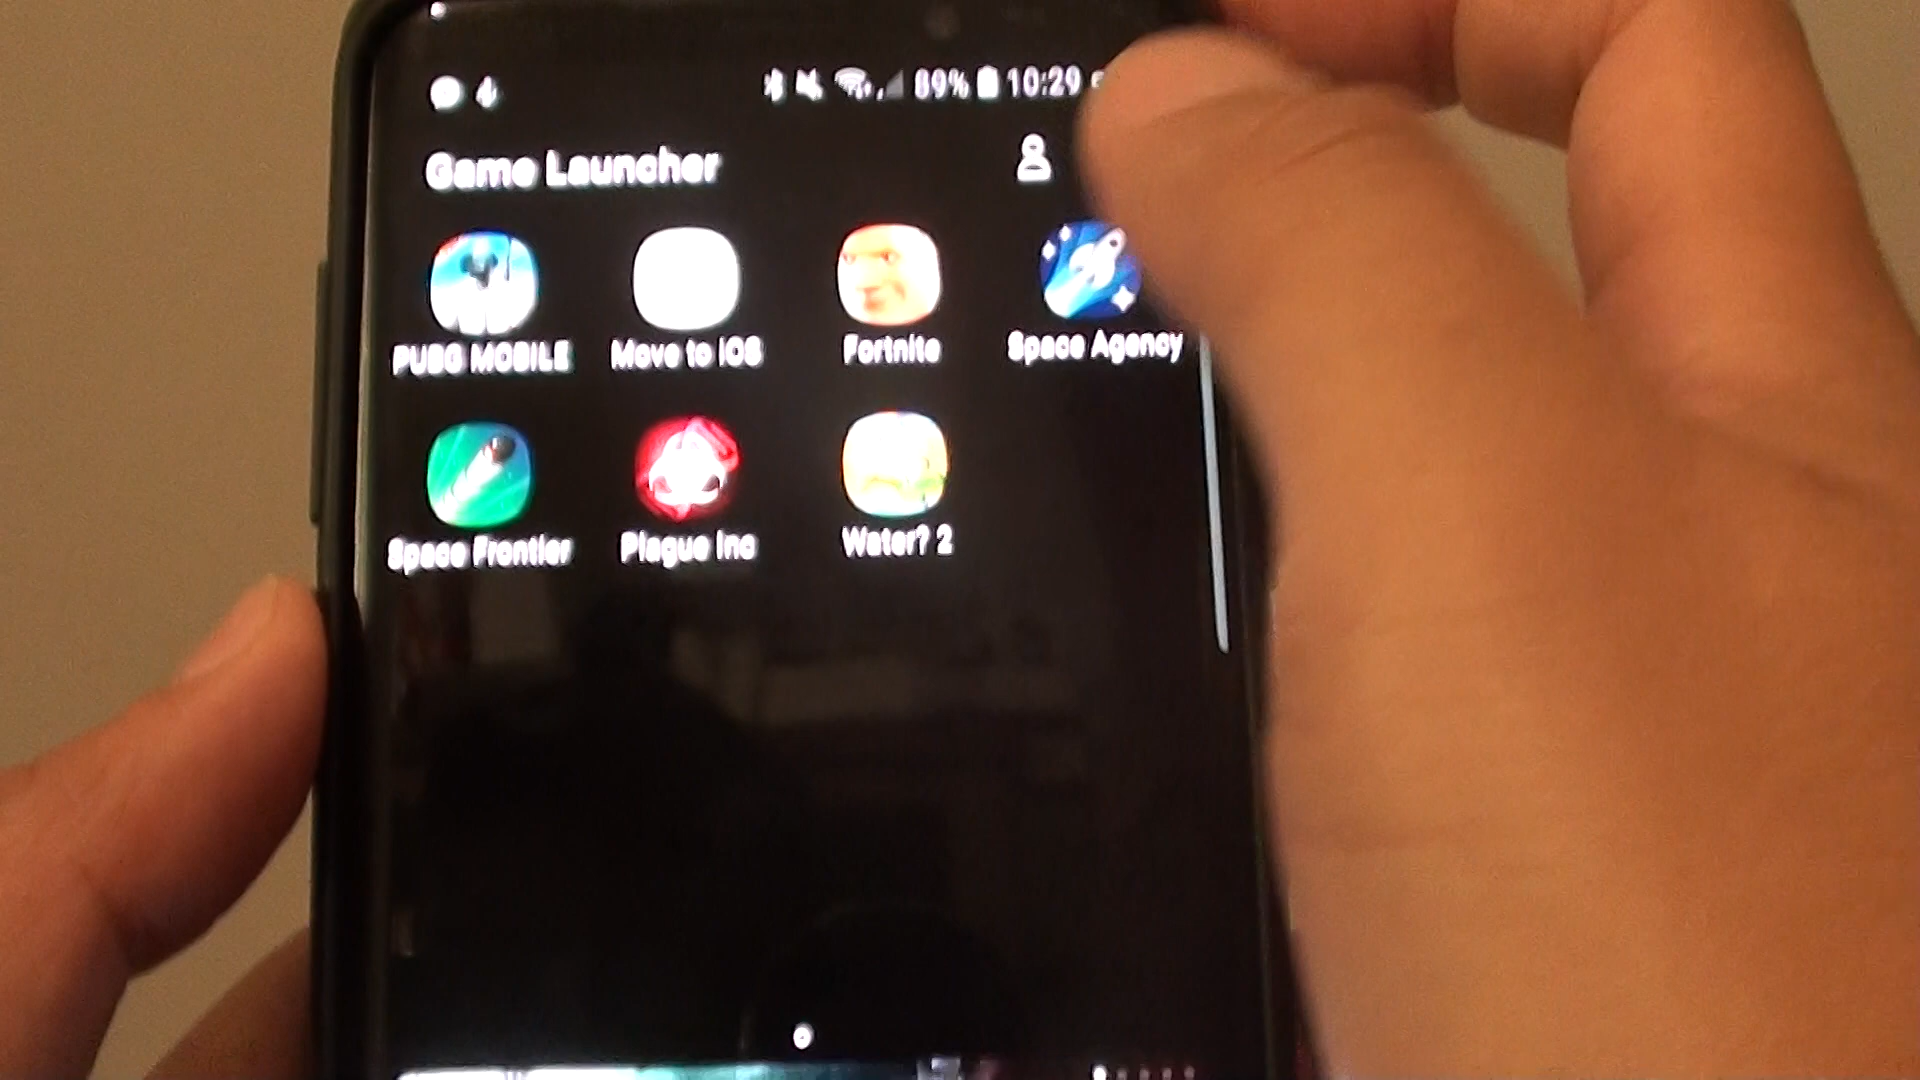 89% 10:29
Game Launcher
PUBG MOBILE Move to iOS Fortnite Space Agency
Space Frontier Plague Inc Water? 2